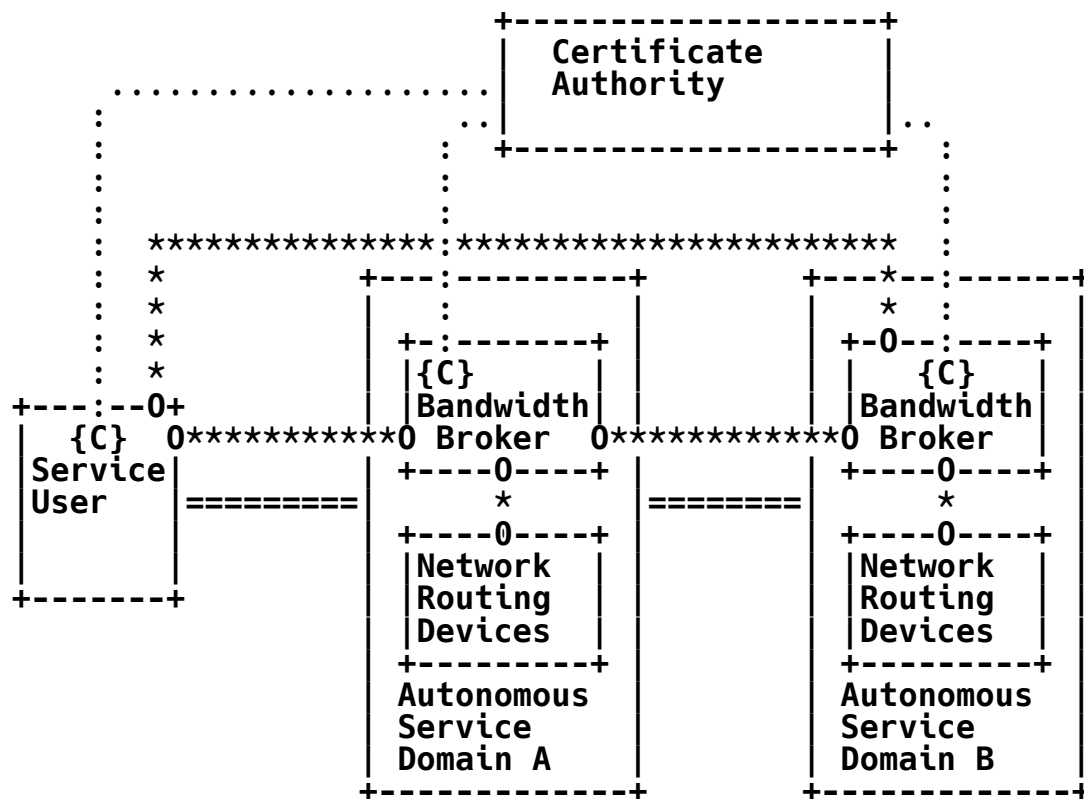 Certificate
Authority
{C}
Service
User
{C}
Bandwidth
Broker
Network
Routing
Devices
Autonomous
Service
Domain A
{C}
Bandwidth
Broker
Network
Routing
Devices
Autonomous
Service
Domain B